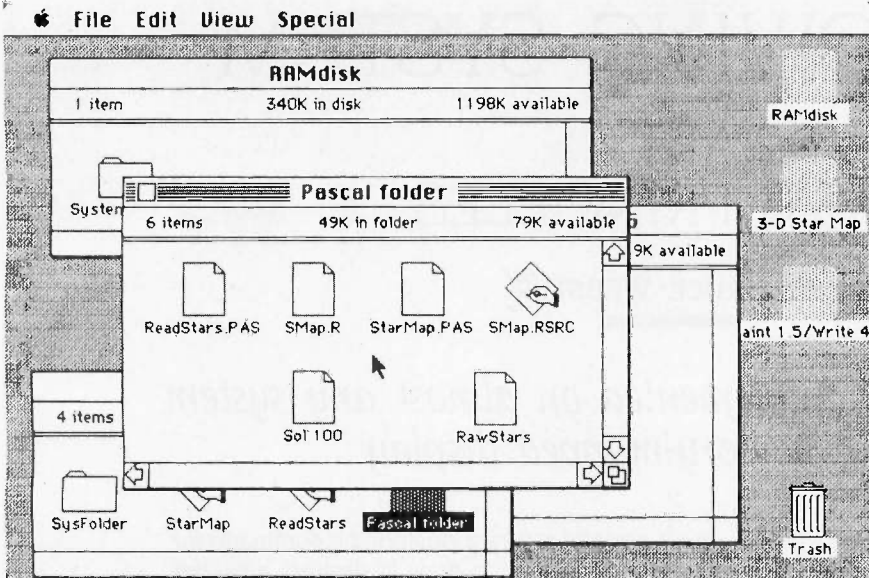 File Edit View Special
RAMdisk
1 item 340K in disk 1198K available
RAMdisk
System
Pascal folder
6 items 49K in folder 79K available
9K available
3-D Star Map
ReadStars.PAS SMap.R StarMap.PAS SMap.RSRC
aint 1.5/Write 4
4 items
Sol 100 RawStars
SysFolder StarMap ReadStars Pascal folder
Trash